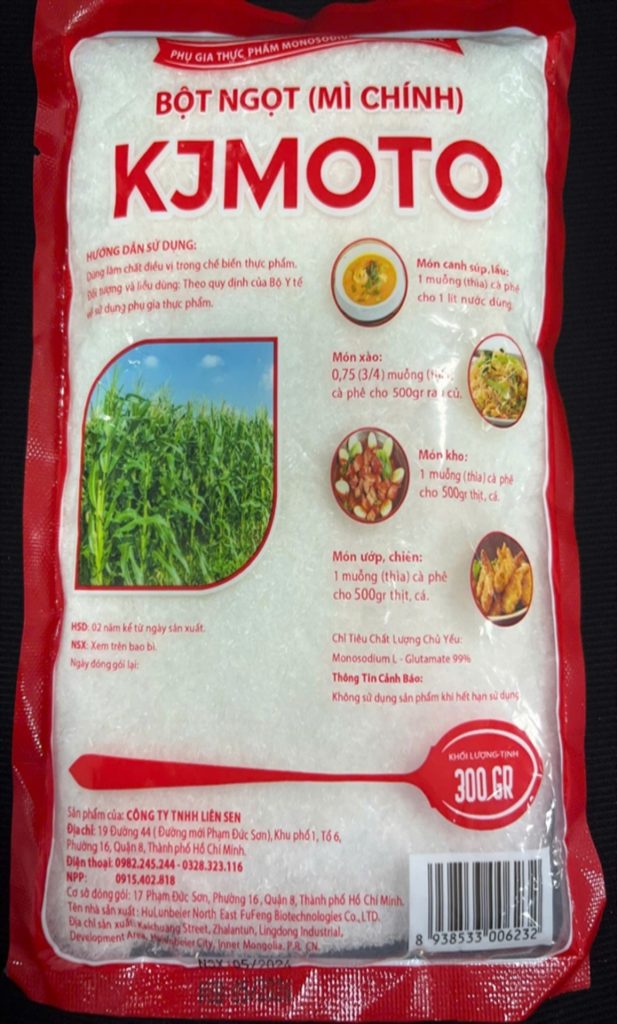 PHỤ GIA THỰC PHẨM MONOSODIU
BỘT NGỌT (MÌ CHÍNH)
KJMOTO
HƯỚNG DẪN SỬ DỤNG:
Dùng làm chất điều vị trong chế biến thực phẩm.
Đối tượng và liều dùng: Theo quy định của Bộ Y tế
về sử dụng phụ gia thực phẩm.
Món canh súp, lẩu:
1 muỗng (thìa) cà phê
cho 1 lít nước dùng
Món xào:
0,75 (3/4) muỗng
cà phê cho 500gr rau củ.
Món kho:
1 muỗng (thìa) cà phê
cho 500gr thịt, cá.
Món ướp, chiên:
1 muỗng (thìa) cà phê
cho 500gr thịt, cá.
HSD: 02 năm kể từ ngày sản xuất.
NSX: Xem trên bao bì.
Ngày đóng gói lại:
Chỉ Tiêu Chất Lượng Chủ Yếu:
Monosodium L - Glutamate 99%
Thông Tin Cảnh Báo:
Không sử dụng sản phẩm khi hết hạn sử dụng
KHỐI LƯỢNG TỊNH
300 GR
Sản phẩm của: CÔNG TY TNHH LIÊN SEN
Địa chỉ: 19 Đường 44 ( Đường mới Phạm Đức Sơn), Khu phố 1, Tổ 6,
Phường 16, Quận 8, Thành phố Hồ Chí Minh.
Điện thoại: 0982.245.244 - 0328.323.116
NPP: 0915.402.818
Cơ sở đóng gói: 17 Phạm Đức Sơn, Phường 16, Quận 8, Thành phố Hồ Chí Minh.
Tên nhà sản xuất: HuLunbeier North East FuFeng Biotechnologies Co., LTD.
Địa chỉ sản xuất: Kaichuang Street, Zhalantun, Lingdong Industrial,
Development Area, Hulunbeier City, Inner Mongolia. P.R. CN.
8 938533 006232
NSX:05/2024